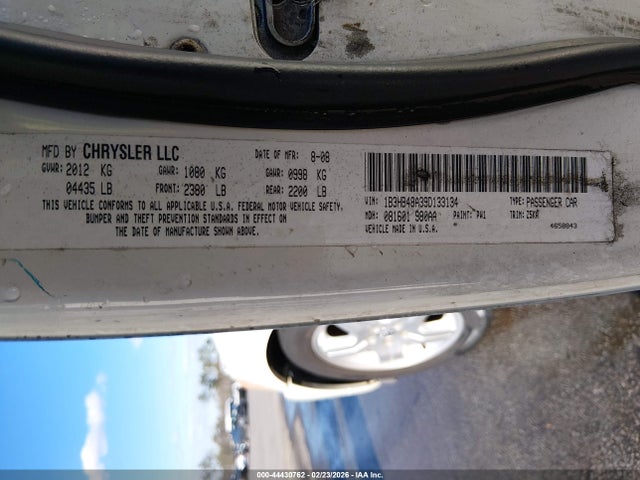 MFD BY CHRYSLER LLC DATE OF MFR: 8-08
GVWR: 2012 KG GAWR: 1080 KG GAWR: 0998 KG
04435 LB FRONT: 2380 LB REAR: 2200 LB
THIS VEHICLE CONFORMS TO ALL APPLICABLE U.S.A. FEDERAL MOTOR VEHICLE SAFETY,
BUMPER AND THEFT PREVENTION STANDARDS IN EFFECT ON
THE DATE OF MANUFACTURE SHOWN ABOVE.
VIN: 1B3HB48A39D133134 TYPE: PASSENGER CAR
MDH: 081601 PAINT: PW1 TRIM:
VEHICLE MADE IN U.S.A. 4658043
000-44430762 - 02/23/2026 - IAA Inc.